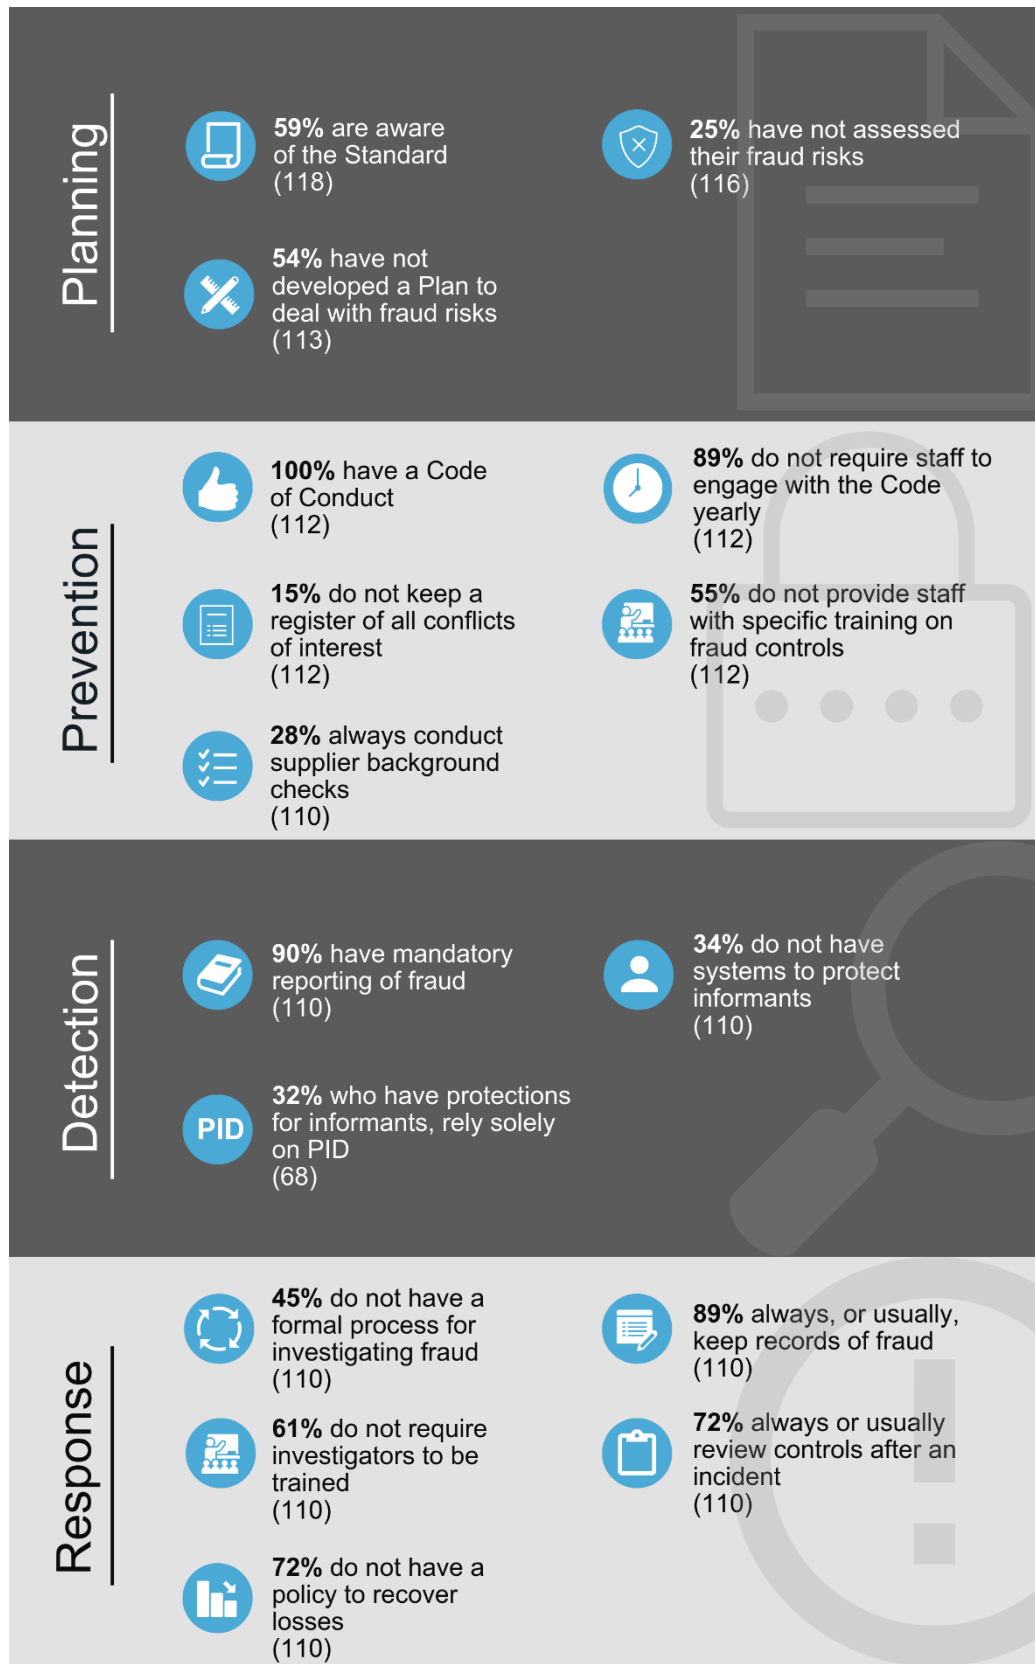 Planning
59% are aware
of the Standard
(118)
25% have not assessed
their fraud risks
(116)
54% have not
developed a Plan to
deal with fraud risks
(113)
Prevention
100% have a Code
of Conduct
(112)
89% do not require staff to
engage with the Code
yearly
(112)
15% do not keep a
register of all conflicts
of interest
(112)
55% do not provide staff
with specific training on
fraud controls
(112)
28% always conduct
supplier background
checks
(110)
Detection
90% have mandatory
reporting of fraud
(110)
34% do not have
systems to protect
informants
(110)
PID
32% who have protections
for informants, rely solely
on PID
(68)
Response
45% do not have a
formal process for
investigating fraud
(110)
89% always, or usually,
keep records of fraud
(110)
61% do not require
investigators to be
trained
(110)
72% always or usually
review controls after an
incident
(110)
72% do not have a
policy to recover
losses
(110)